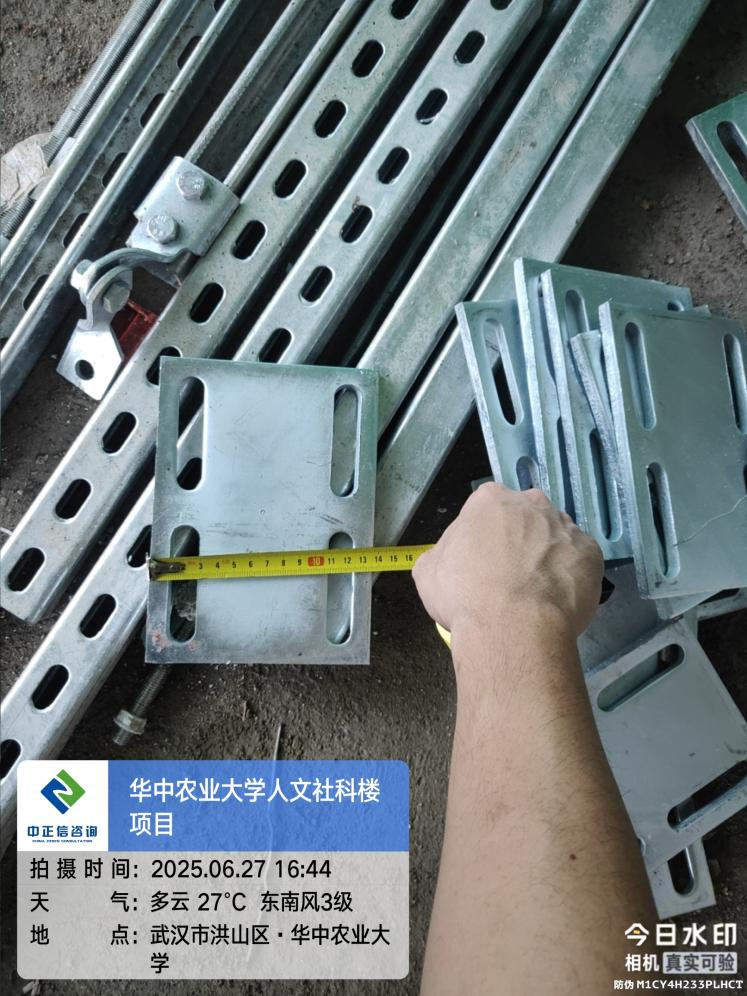 3 4 5 6 7 8 9 10 11 12 13 14 15 16
中正信咨询
CHINA ZENXIN CONSULTATION
华中农业大学人文社科楼
项目
拍摄时间：2025.06.27 16:44
天气：多云 27°C 东南风3级
地点：武汉市洪山区·华中农业大
学
今日水印
相机 真实可验
防伪 M1CY4H233PLHCT